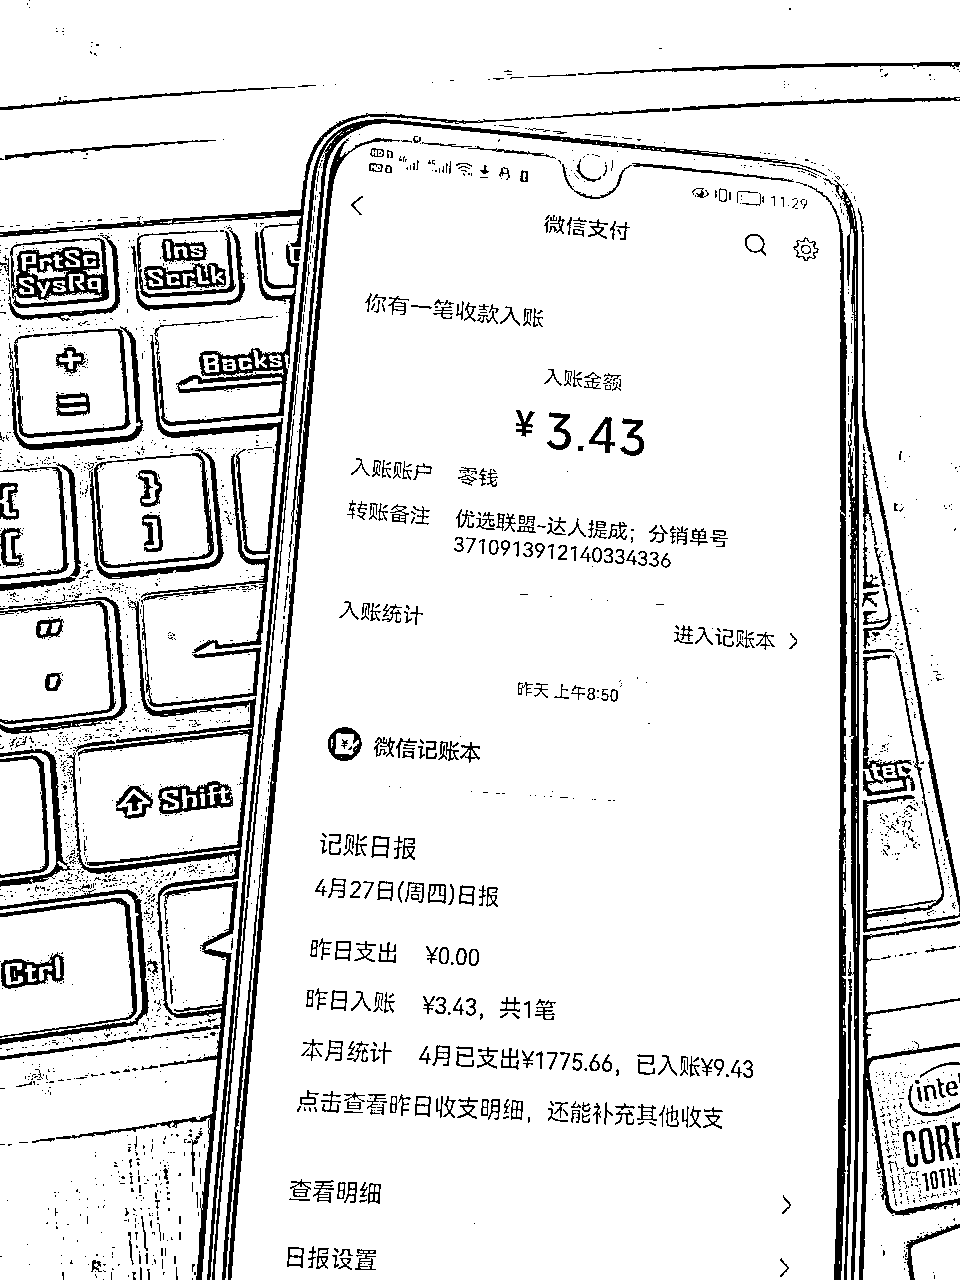 11:29
微信支付
你有一笔收款入账
入账金额
¥3.43
入账账户 零钱
转账备注 优选联盟-达人提成；分销单号
3710913912140334336
入账统计
进入记账本
昨天 上午8:50
微信记账本
记账日报
4月27日(周四)日报
昨日支出 ¥0.00
昨日入账 ¥3.43，共1笔
本月统计 4月已支出¥1775.66，已入账¥9.43
点击查看昨日收支明细，还能补充其他收支
查看明细
日报设置
PrtSc
SysRq
Ins
ScrLk
+
=
Backs
{
[
}
]
Shift
Ctrl
intel
CORE
10TH